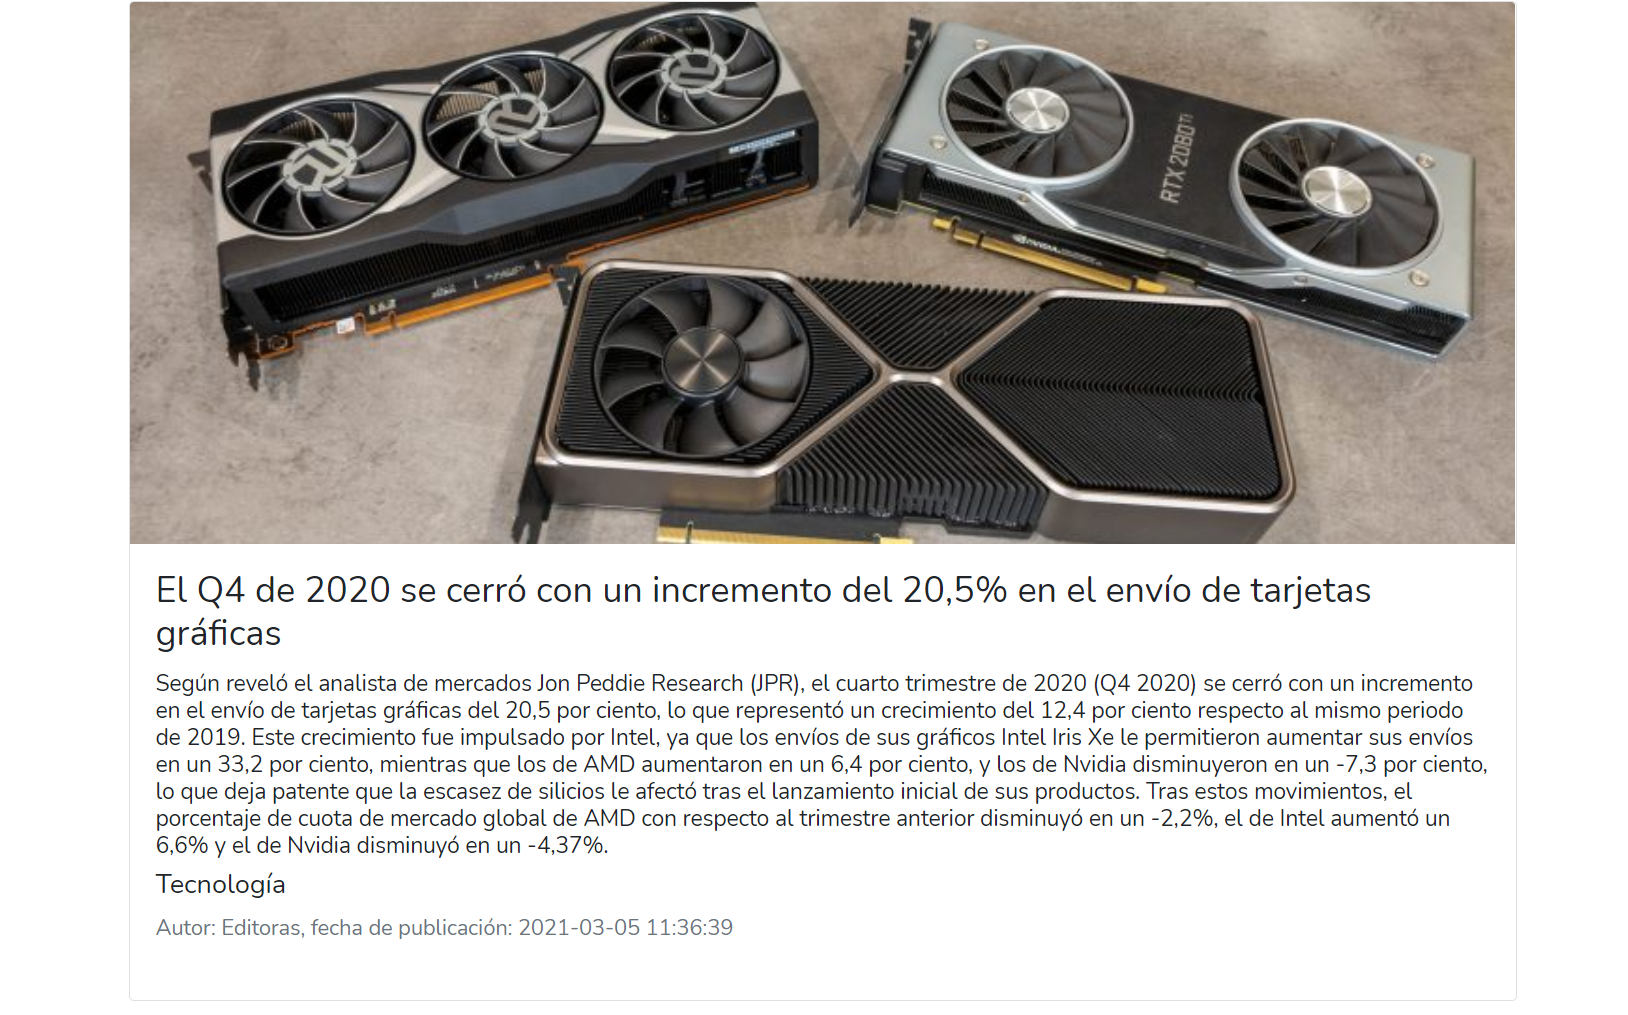 RTX 2080 TI
NVIDIA
El Q4 de 2020 se cerró con un incremento del 20,5% en el envío de tarjetas
gráficas
Según reveló el analista de mercados Jon Peddie Research (JPR), el cuarto trimestre de 2020 (Q4 2020) se cerró con un incremento
en el envío de tarjetas gráficas del 20,5 por ciento, lo que representó un crecimiento del 12,4 por ciento respecto al mismo periodo
de 2019. Este crecimiento fue impulsado por Intel, ya que los envíos de sus gráficos Intel Iris Xe le permitieron aumentar sus envíos
en un 33,2 por ciento, mientras que los de AMD aumentaron en un 6,4 por ciento, y los de Nvidia disminuyeron en un -7,3 por ciento,
lo que deja patente que la escasez de silicios le afectó tras el lanzamiento inicial de sus productos. Tras estos movimientos, el
porcentaje de cuota de mercado global de AMD con respecto al trimestre anterior disminuyó en un -2,2%, el de Intel aumentó un
6,6% y el de Nvidia disminuyó en un -4,37%.
Tecnología
Autor: Editoras, fecha de publicación: 2021-03-05 11:36:39